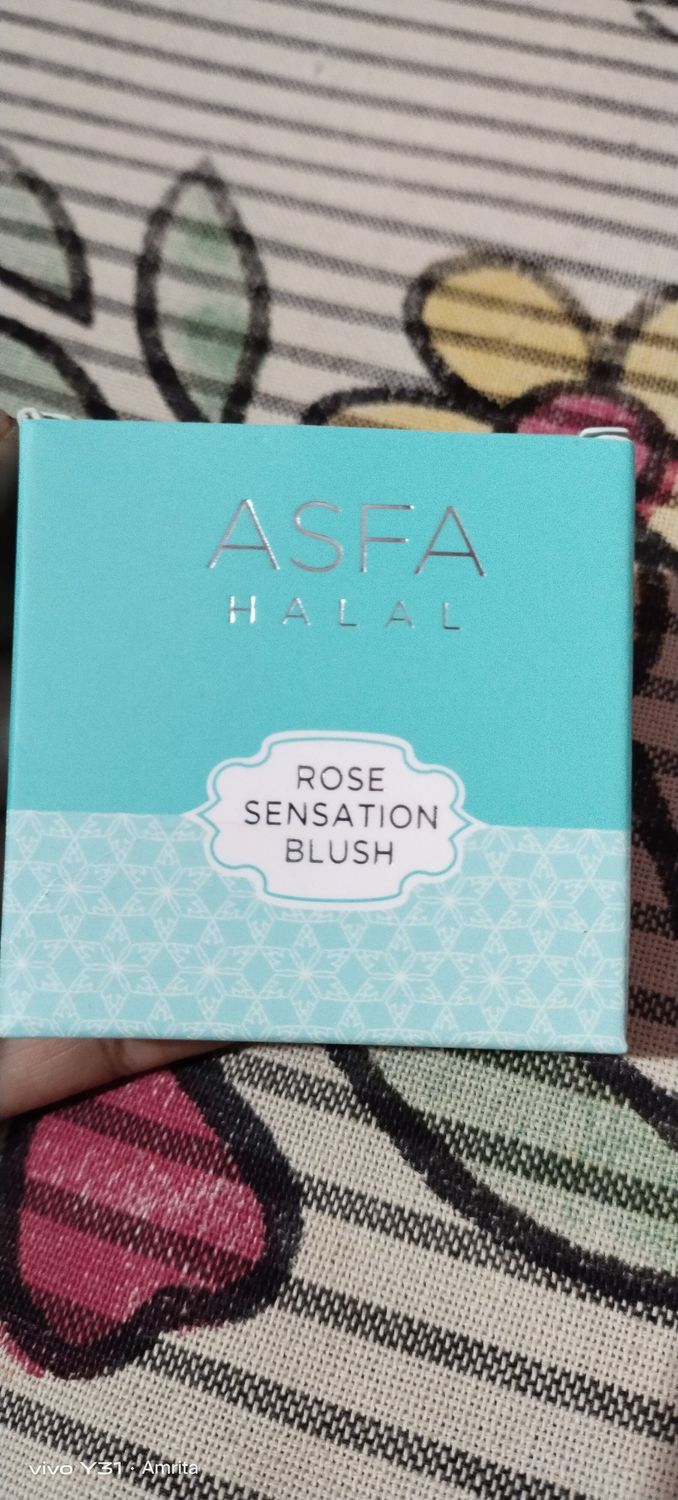 ASFA
HALAL
ROSE
SENSATION
BLUSH
vivo Y31 · Amrita